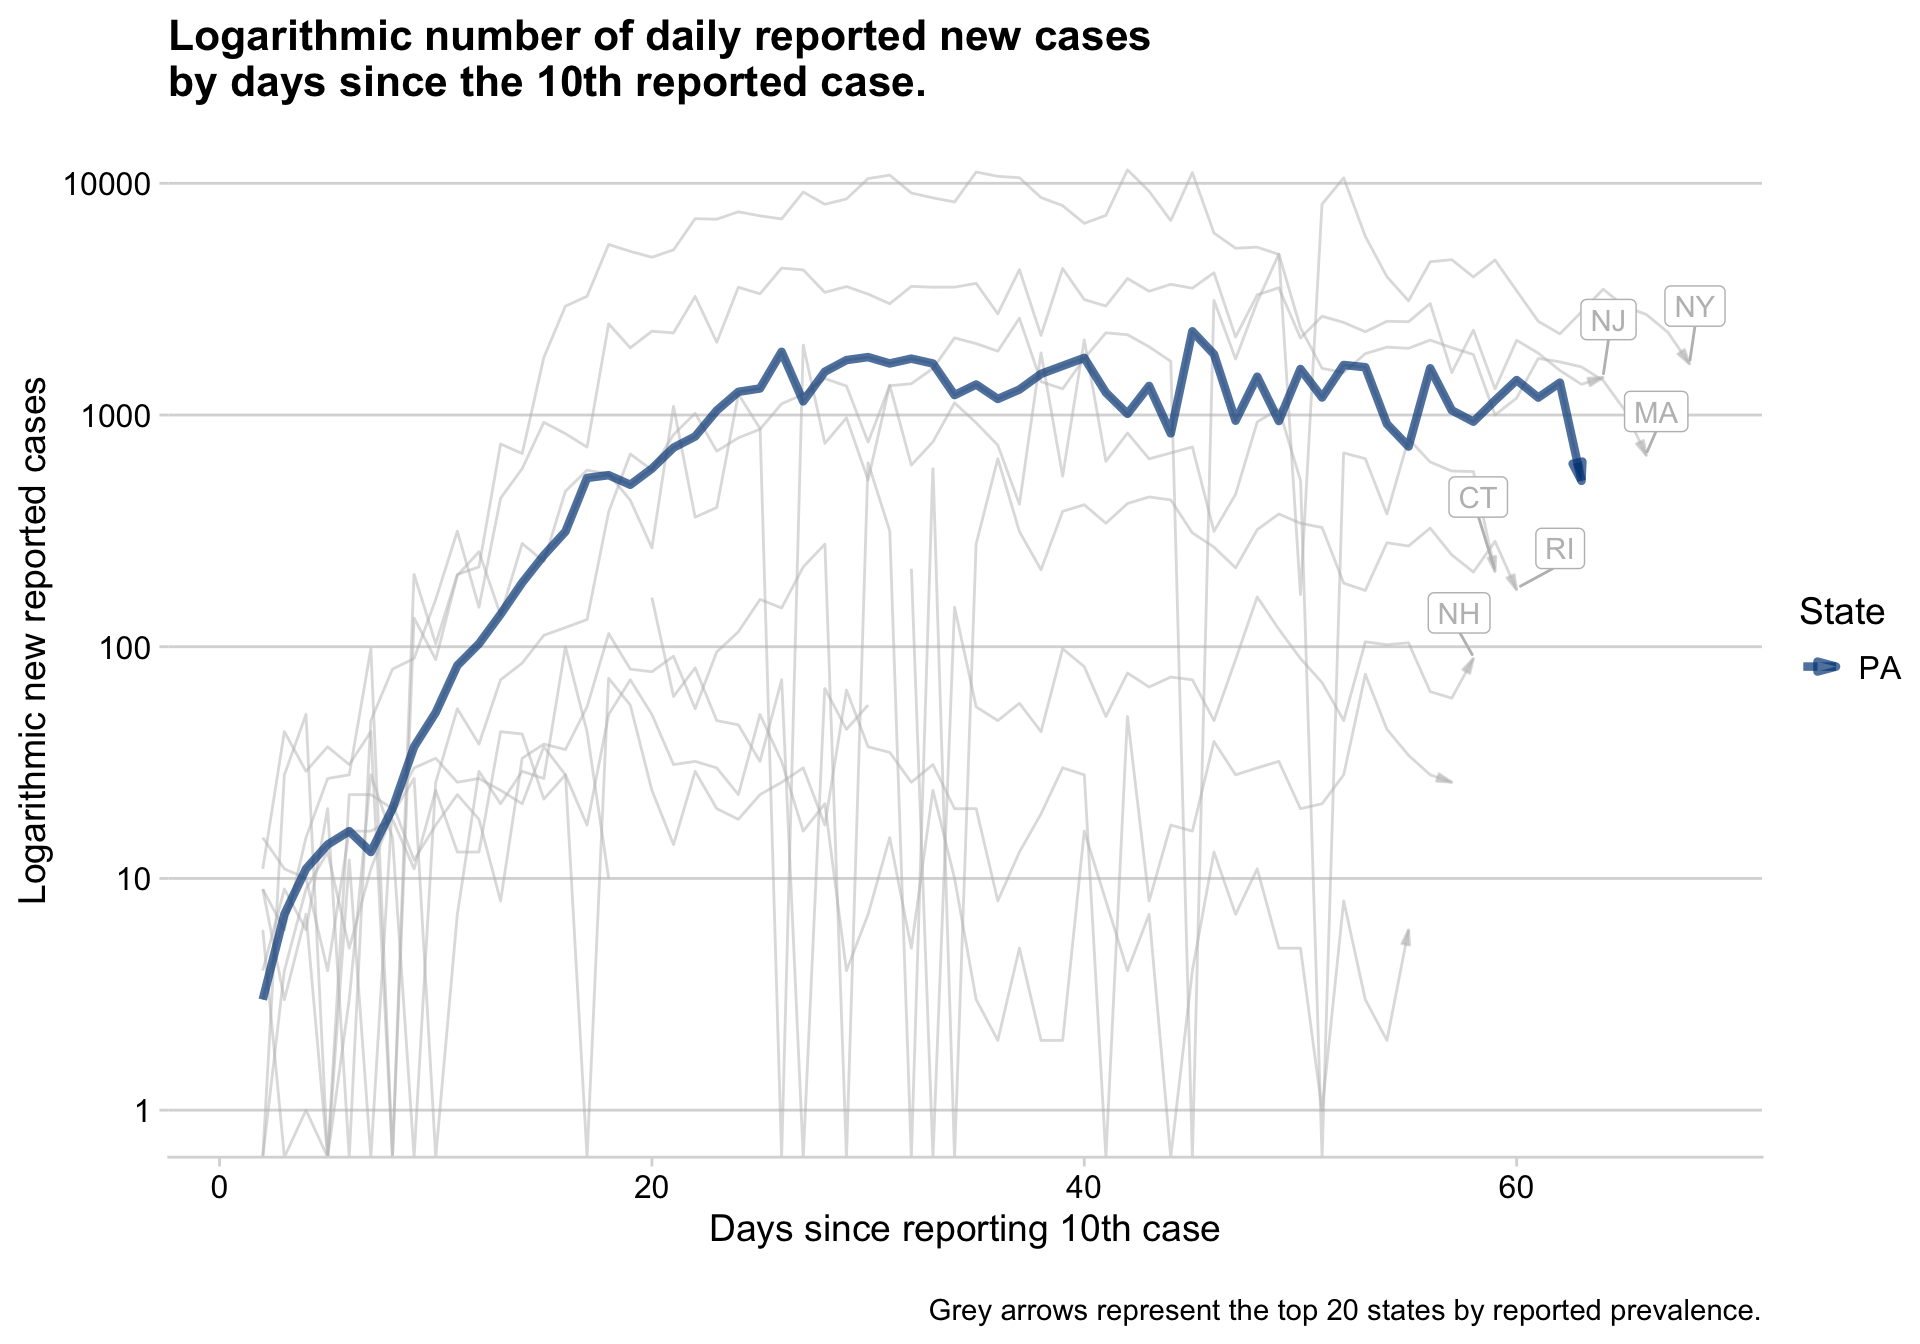 Logarithmic number of daily reported new cases
by days since the 10th reported case.
Logarithmic new reported cases
10000
1000
100
10
1
NJ
NY
MA
CT
RI
NH
State
PA
0
20
40
60
Days since reporting 10th case
Grey arrows represent the top 20 states by reported prevalence.